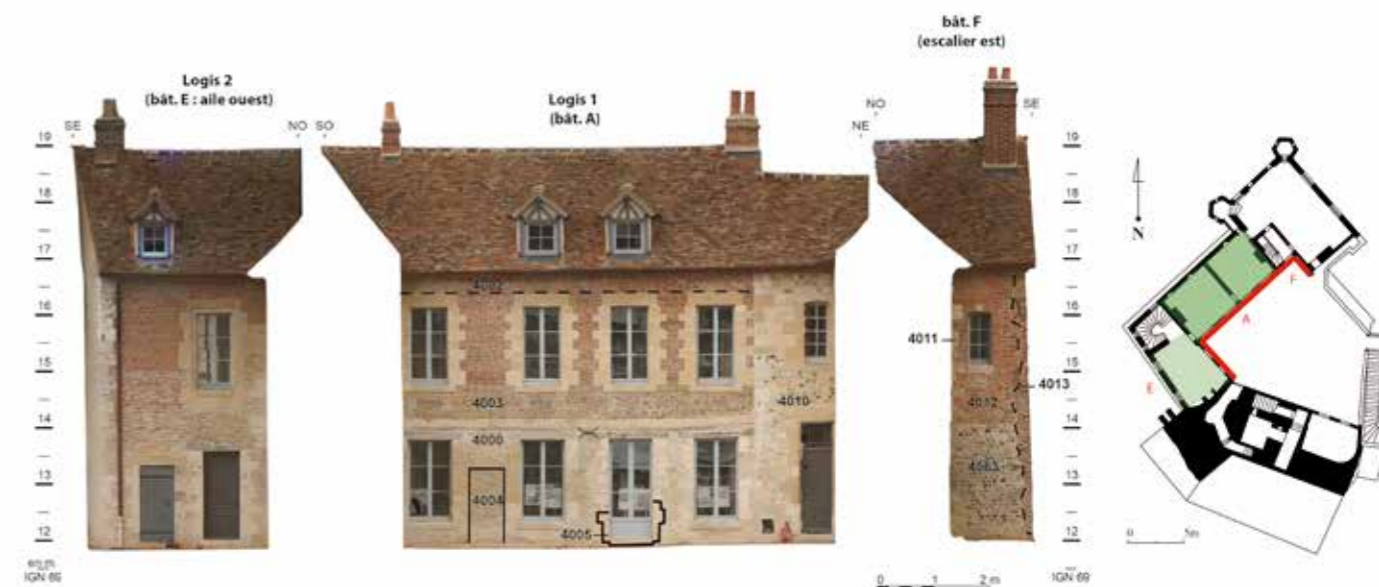 bât. F
(escalier est)
Logis 2
(bât. E : aile ouest)
Logis 1
(bât. A)
SE
NO
SO
NE
NO
SE
19
18
17
16
15
14
13
12
IGN 69
4003
4000
4004
4005
4010
4011
4012
4013
0 1 2 m
19
18
17
16
15
14
13
12
IGN 69
N
F
A
E
0 5m